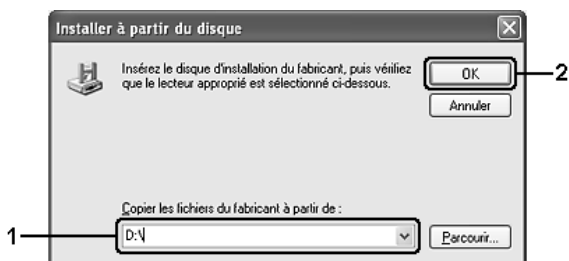 Installer à partir du disque
Insérez le disque d'installation du fabricant, puis vérifiez
que le lecteur approprié est sélectionné ci-dessous.
OK
2
Annuler
Copier les fichiers du fabricant à partir de :
1
D:\
Parcourir...